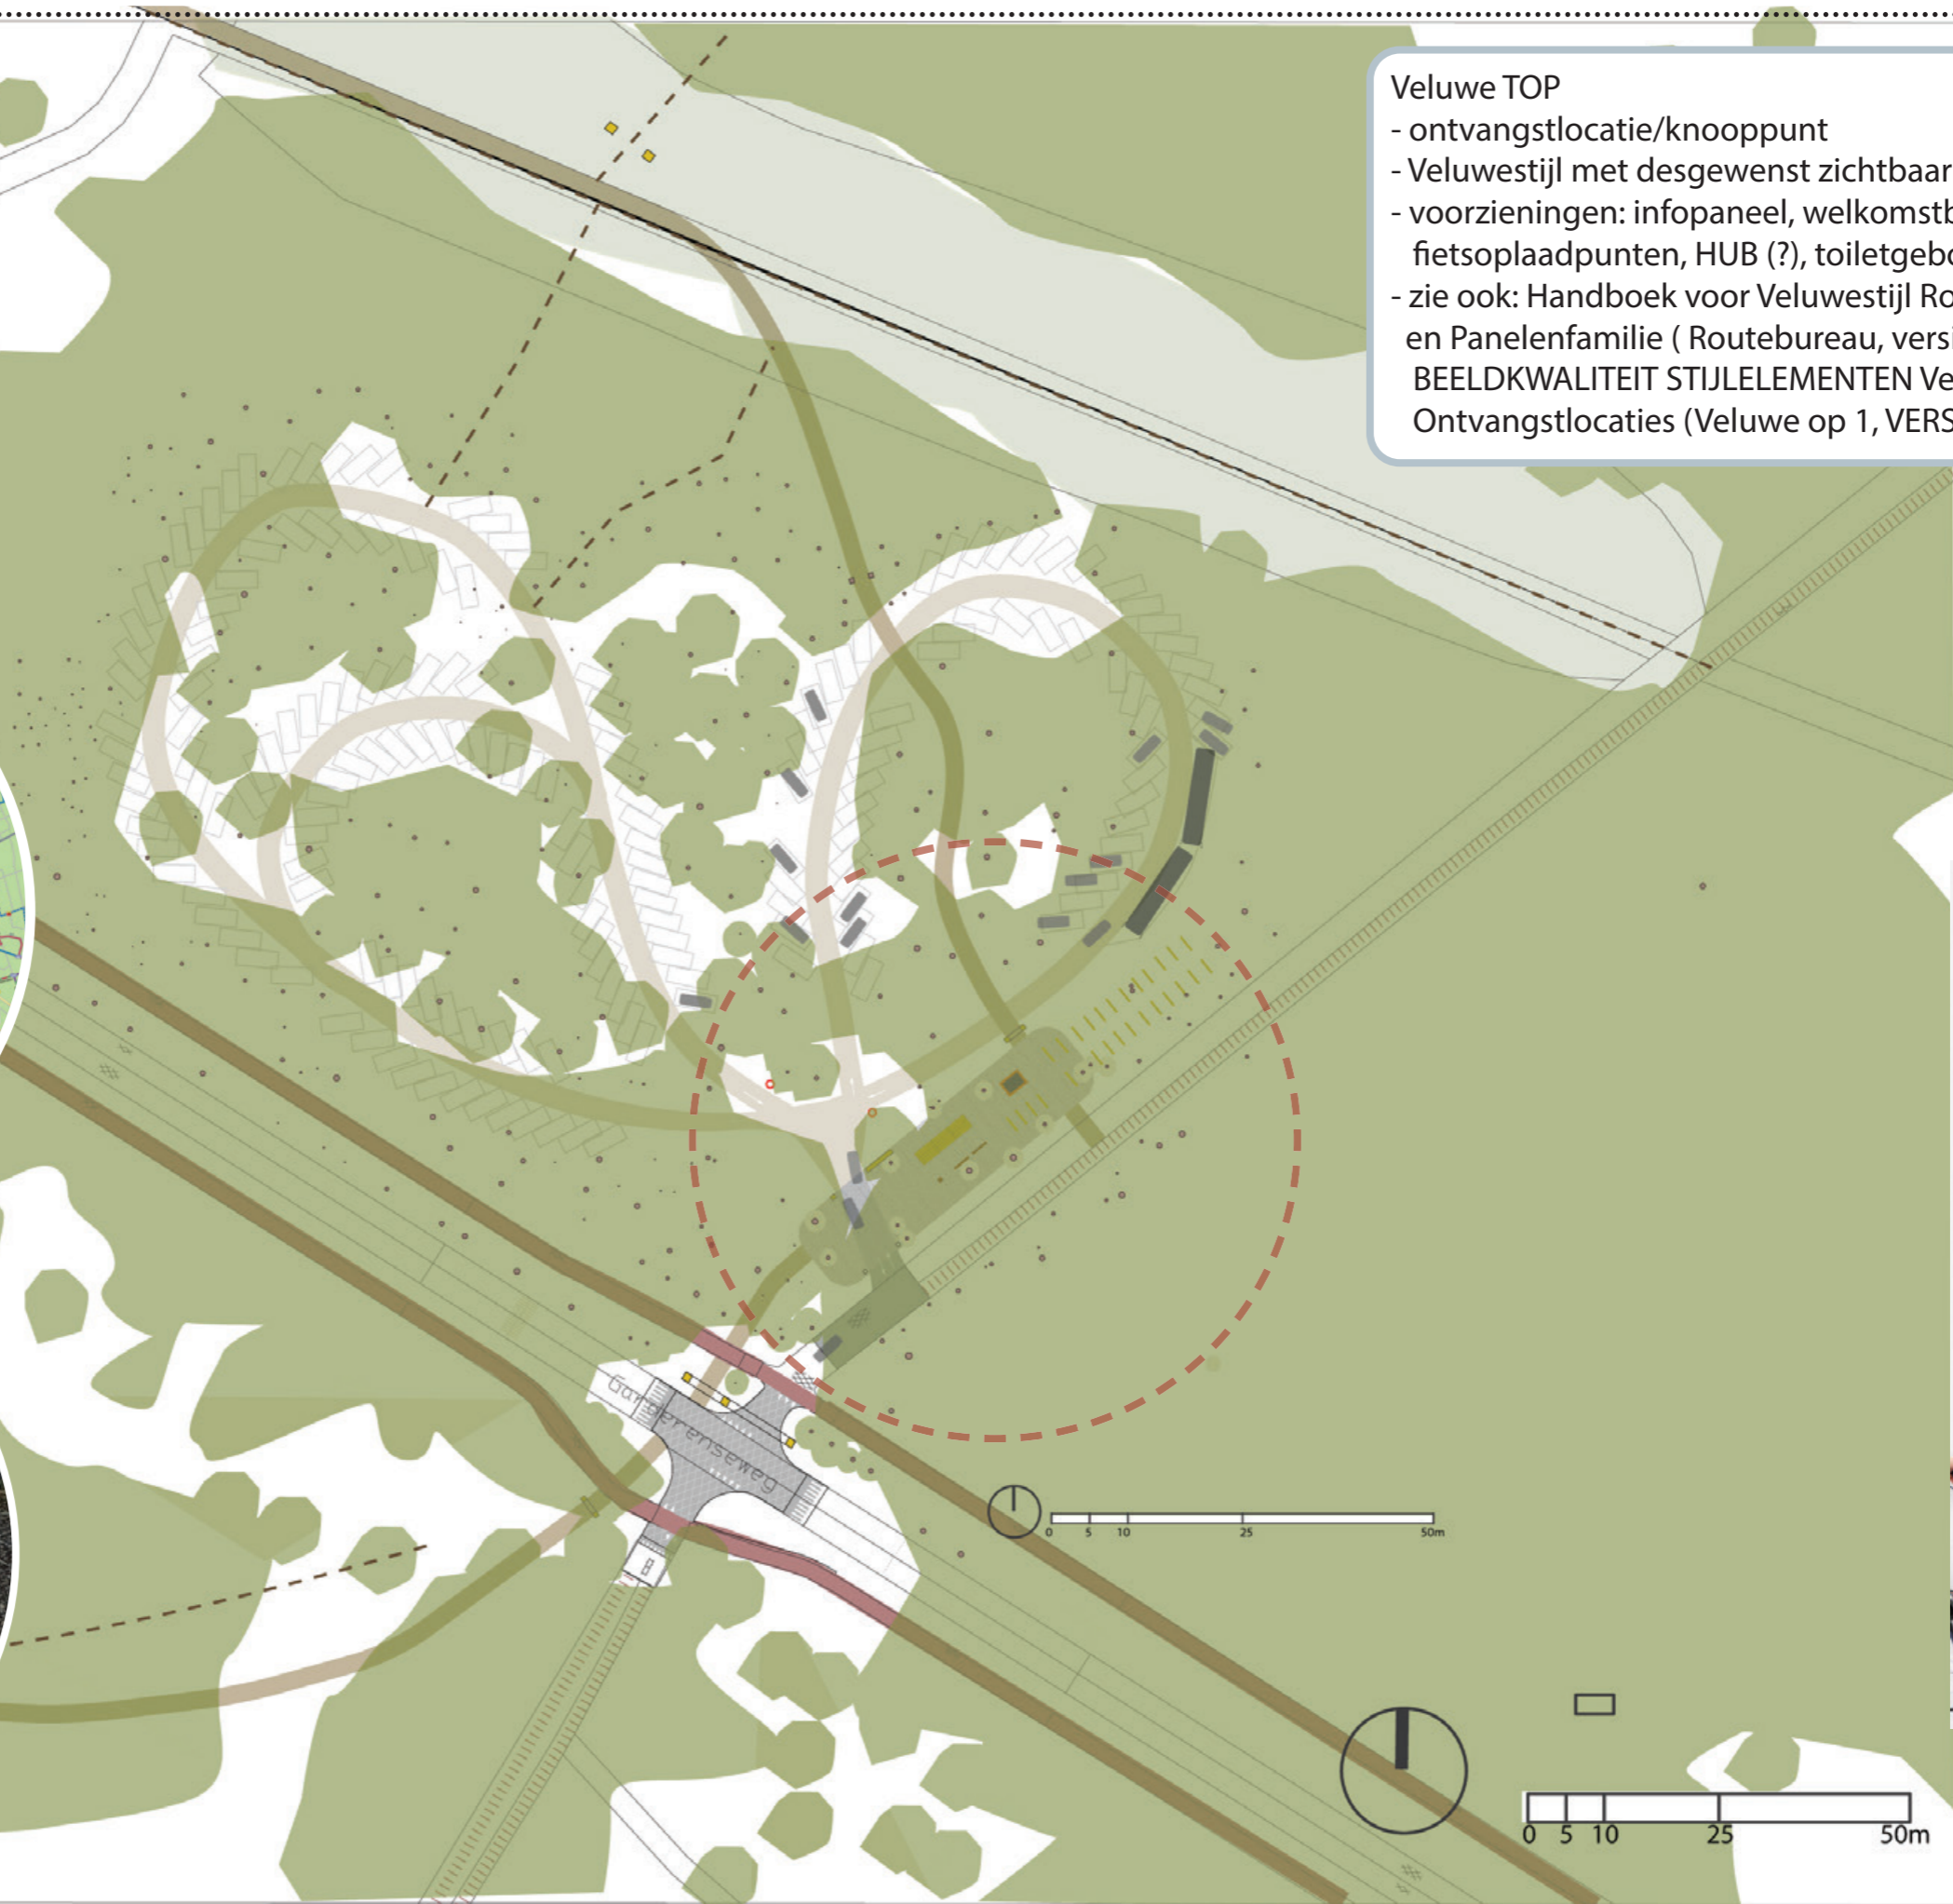 Veluwe TOP
- ontvangstlocatie/knooppunt
- Veluwestijl met desgewenst zichtbaar
- voorzieningen: infopaneel, welkomstb
fietsoplaadpunten, HUB (?), toiletgebo
- zie ook: Handboek voor Veluwestijl Ro
en Panelenfamilie ( Routebureau, versi
BEELDKWALITEIT STIJLELEMENTEN Ve
Ontvangstlocaties (Veluwe op 1, VERS
Garderenseweg
0 5 10 25 50m
0 5 10 25 50m